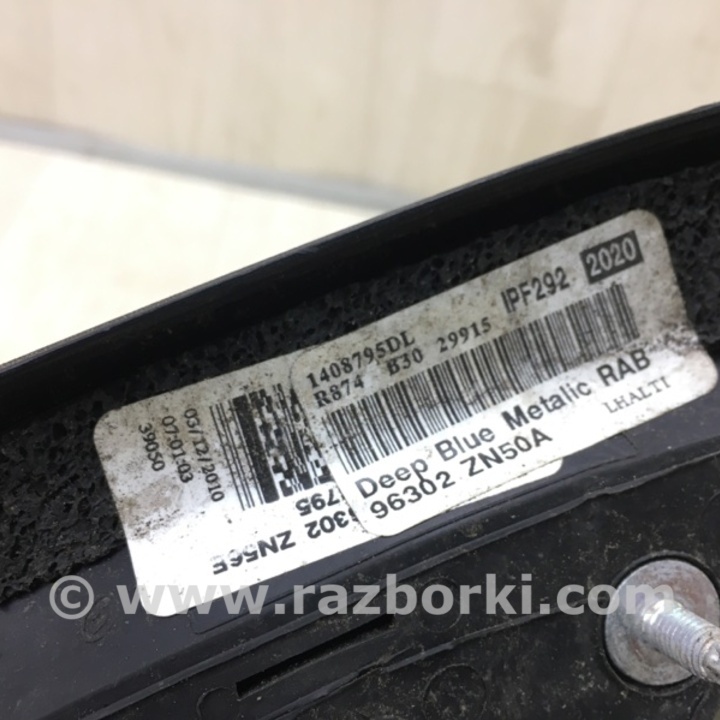 1408795DL
IPF292 2020
R874 B30 29915
Deep Blue Metalic RAB
96302 ZN50A
LHALTI
39050
07:01:03
03/12/2010
795
302 ZN56E
© www.razborki.com